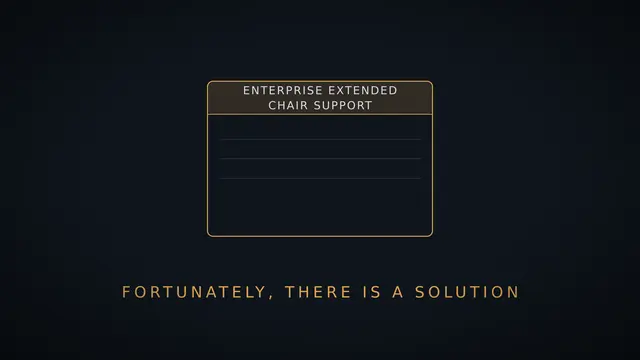 ENTERPRISE EXTENDED
CHAIR SUPPORT
FORTUNATELY, THERE IS A SOLUTION